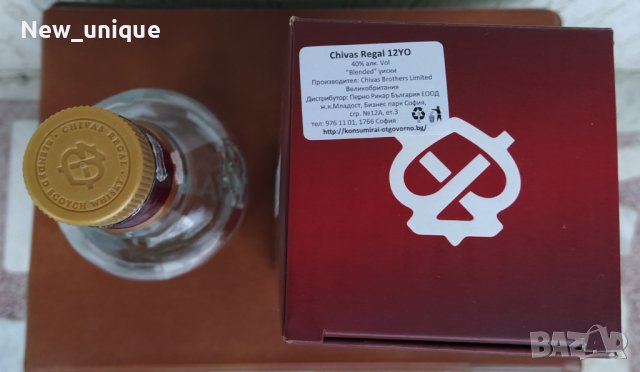 New_unique
Chivas Regal 12YO
40% алк. Vol
"Blended" уиски
Производител: Chivas Brothers Limited
Великобритания
Дистрибутор: Перно Рикар България ЕООД
ж.к.Младост, Бизнес парк София,
сгр. №12А, ет.3
тел: 976 11 01, 1766 София
http://konsumirai-otgovorno.bg/
CHIVAS REGAL
BLENDED SCOTCH WHISKY
BAZAR